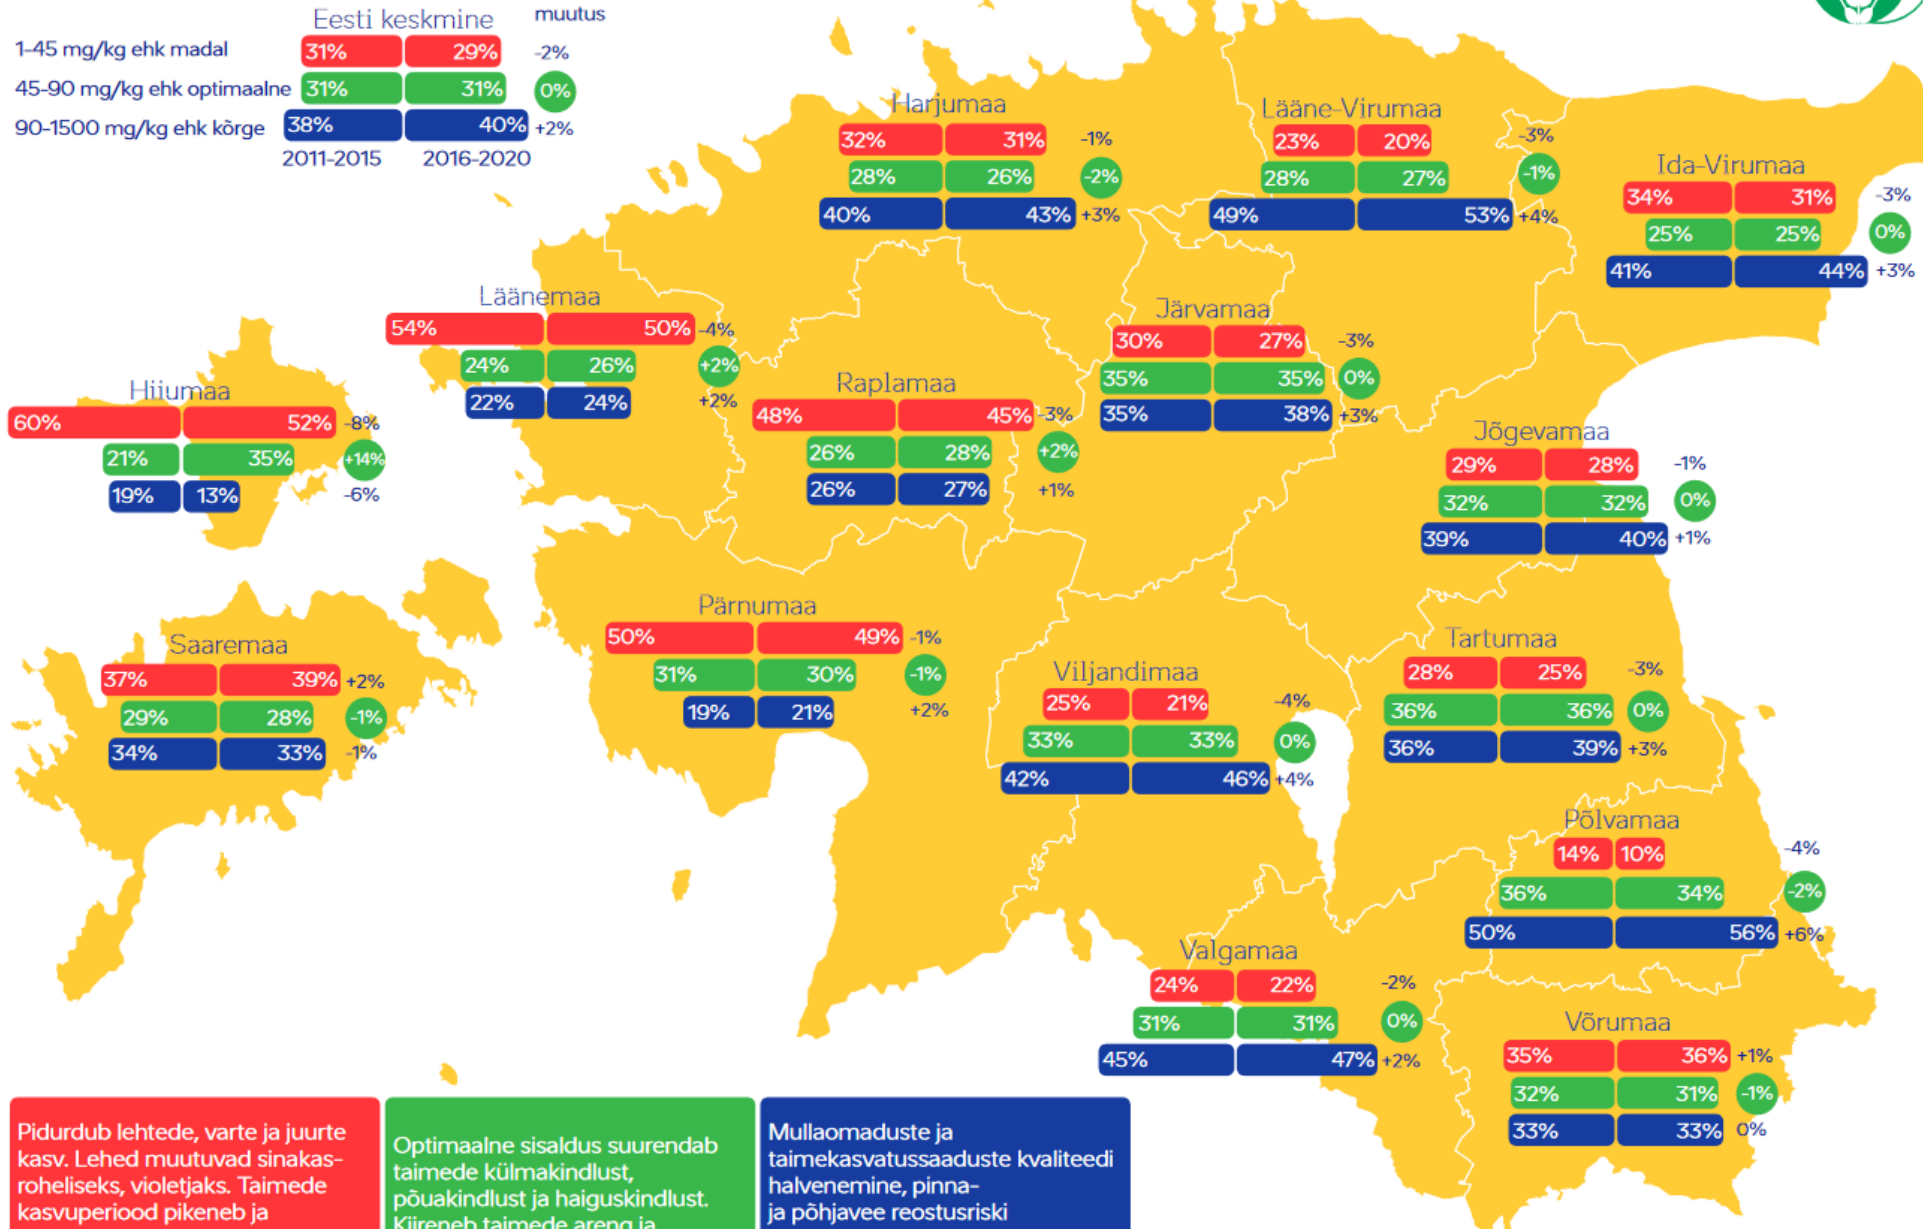 Eesti keskmine
muutus
1-45 mg/kg ehk madal 31% 29% -2%
45-90 mg/kg ehk optimaalne 31% 31% 0%
90-1500 mg/kg ehk kõrge 38% 40% +2%
2011-2015 2016-2020
Harjumaa
32% 31% -1%
28% 26% -2%
40% 43% +3%
Lääne-Virumaa
23% 20% -3%
28% 27% -1%
49% 53% +4%
Ida-Virumaa
34% 31% -3%
25% 25% 0%
41% 44% +3%
Läänemaa
54% 50% -4%
24% 26% +2%
22% 24% +2%
Järvamaa
30% 27% -3%
35% 35% 0%
35% 38% +3%
Hiiumaa
60% 52% -8%
21% 35% +14%
19% 13% -6%
Raplamaa
48% 45% -3%
26% 28% +2%
26% 27% +1%
Jõgevamaa
29% 28% -1%
32% 32% 0%
39% 40% +1%
Pärnumaa
50% 49% -1%
31% 30% -1%
19% 21% +2%
Saaremaa
37% 39% +2%
29% 28% -1%
34% 33% -1%
Viljandimaa
25% 21% -4%
33% 33% 0%
42% 46% +4%
Tartumaa
28% 25% -3%
36% 36% 0%
36% 39% +3%
Põlvamaa
14% 10% -4%
36% 34% -2%
50% 56% +6%
Valgamaa
24% 22% -2%
31% 31% 0%
45% 47% +2%
Võrumaa
35% 36% +1%
32% 31% -1%
33% 33% 0%
Pidurdub lehtede, varte ja juurte
kasv. Lehed muutuvad sinakas-
roheliseks, violetjaks. Taimede
kasvuperiood pikeneb ja
Optimaalne sisaldus suurendab
taimede külmakindlust,
põuakindlust ja haiguskindlust.
Kiireneb taimede areng ja
Mullaomaduste ja
taimekasvatussaaduste kvaliteedi
halvenemine, pinna-
ja põhjavee reostusriski